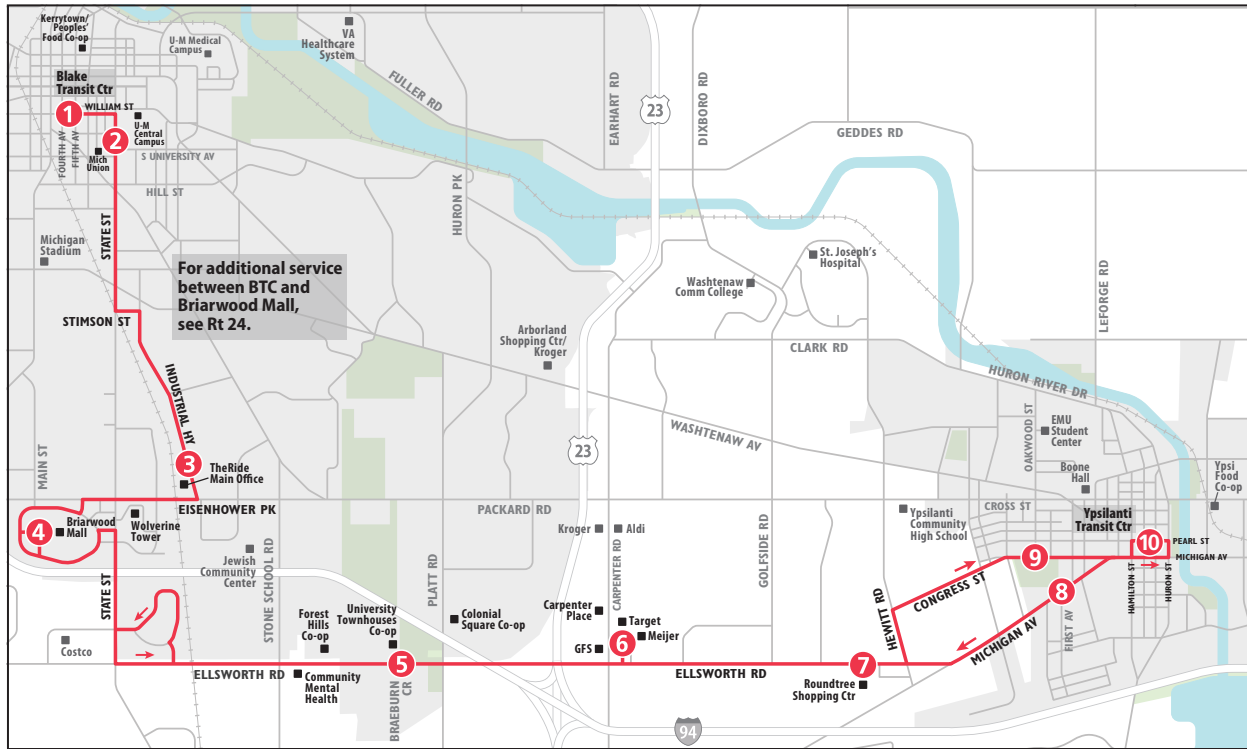 Kerrytown/
Peoples'
Food Co-op
U-M Medical
Campus
VA
Healthcare
System
Blake
Transit Ctr
1
WILLIAM ST
2
U-M
Central
Campus
FOURTH AV
FIFTH AV
Mich
Union
S UNIVERSITY AV
HILL ST
FULLER RD
EARHART RD
23
DIXBORO RD
GEDDES RD
HURON PK
STATE ST
Michigan
Stadium
For additional service
between BTC and
Briarwood Mall,
see Rt 24.
St. Joseph's
Hospital
Washtenaw
Comm College
LEFORGE RD
STIMSON ST
Arborland
Shopping Ctr/
Kroger
CLARK RD
HURON RIVER DR
INDUSTRIAL HY
WASHTENAW AV
OAKWOOD ST
EMU
Student
Center
MAIN ST
3
TheRide
Main Office
23
Boone
Hall
Ypsi
Food
Co-op
EISENHOWER PK
PACKARD RD
CROSS ST
4
Briarwood
Mall
Wolverine
Tower
Kroger
Aldi
GOLFSIDE RD
Ypsilanti
Community
High School
Ypsilanti
Transit Ctr
10
PEARL ST
MICHIGAN AV
9
Jewish
Community
Center
STONE SCHOOL RD
PLATT RD
CARPENTER RD
HAMILTON ST
HURON ST
8
CONGRESS ST
STATE ST
Forest
Hills
Co-op
University
Townhouses
Co-op
Colonial
Square Co-op
Carpenter
Place
Target
Meijer
HEWITT RD
MICHIGAN AV
FIRST AV
Costco
GFS
6
5
7
ELLSWORTH RD
Community
Mental
Health
BRAEBURN
CR
ELLSWORTH RD
Roundtree
Shopping Ctr
94